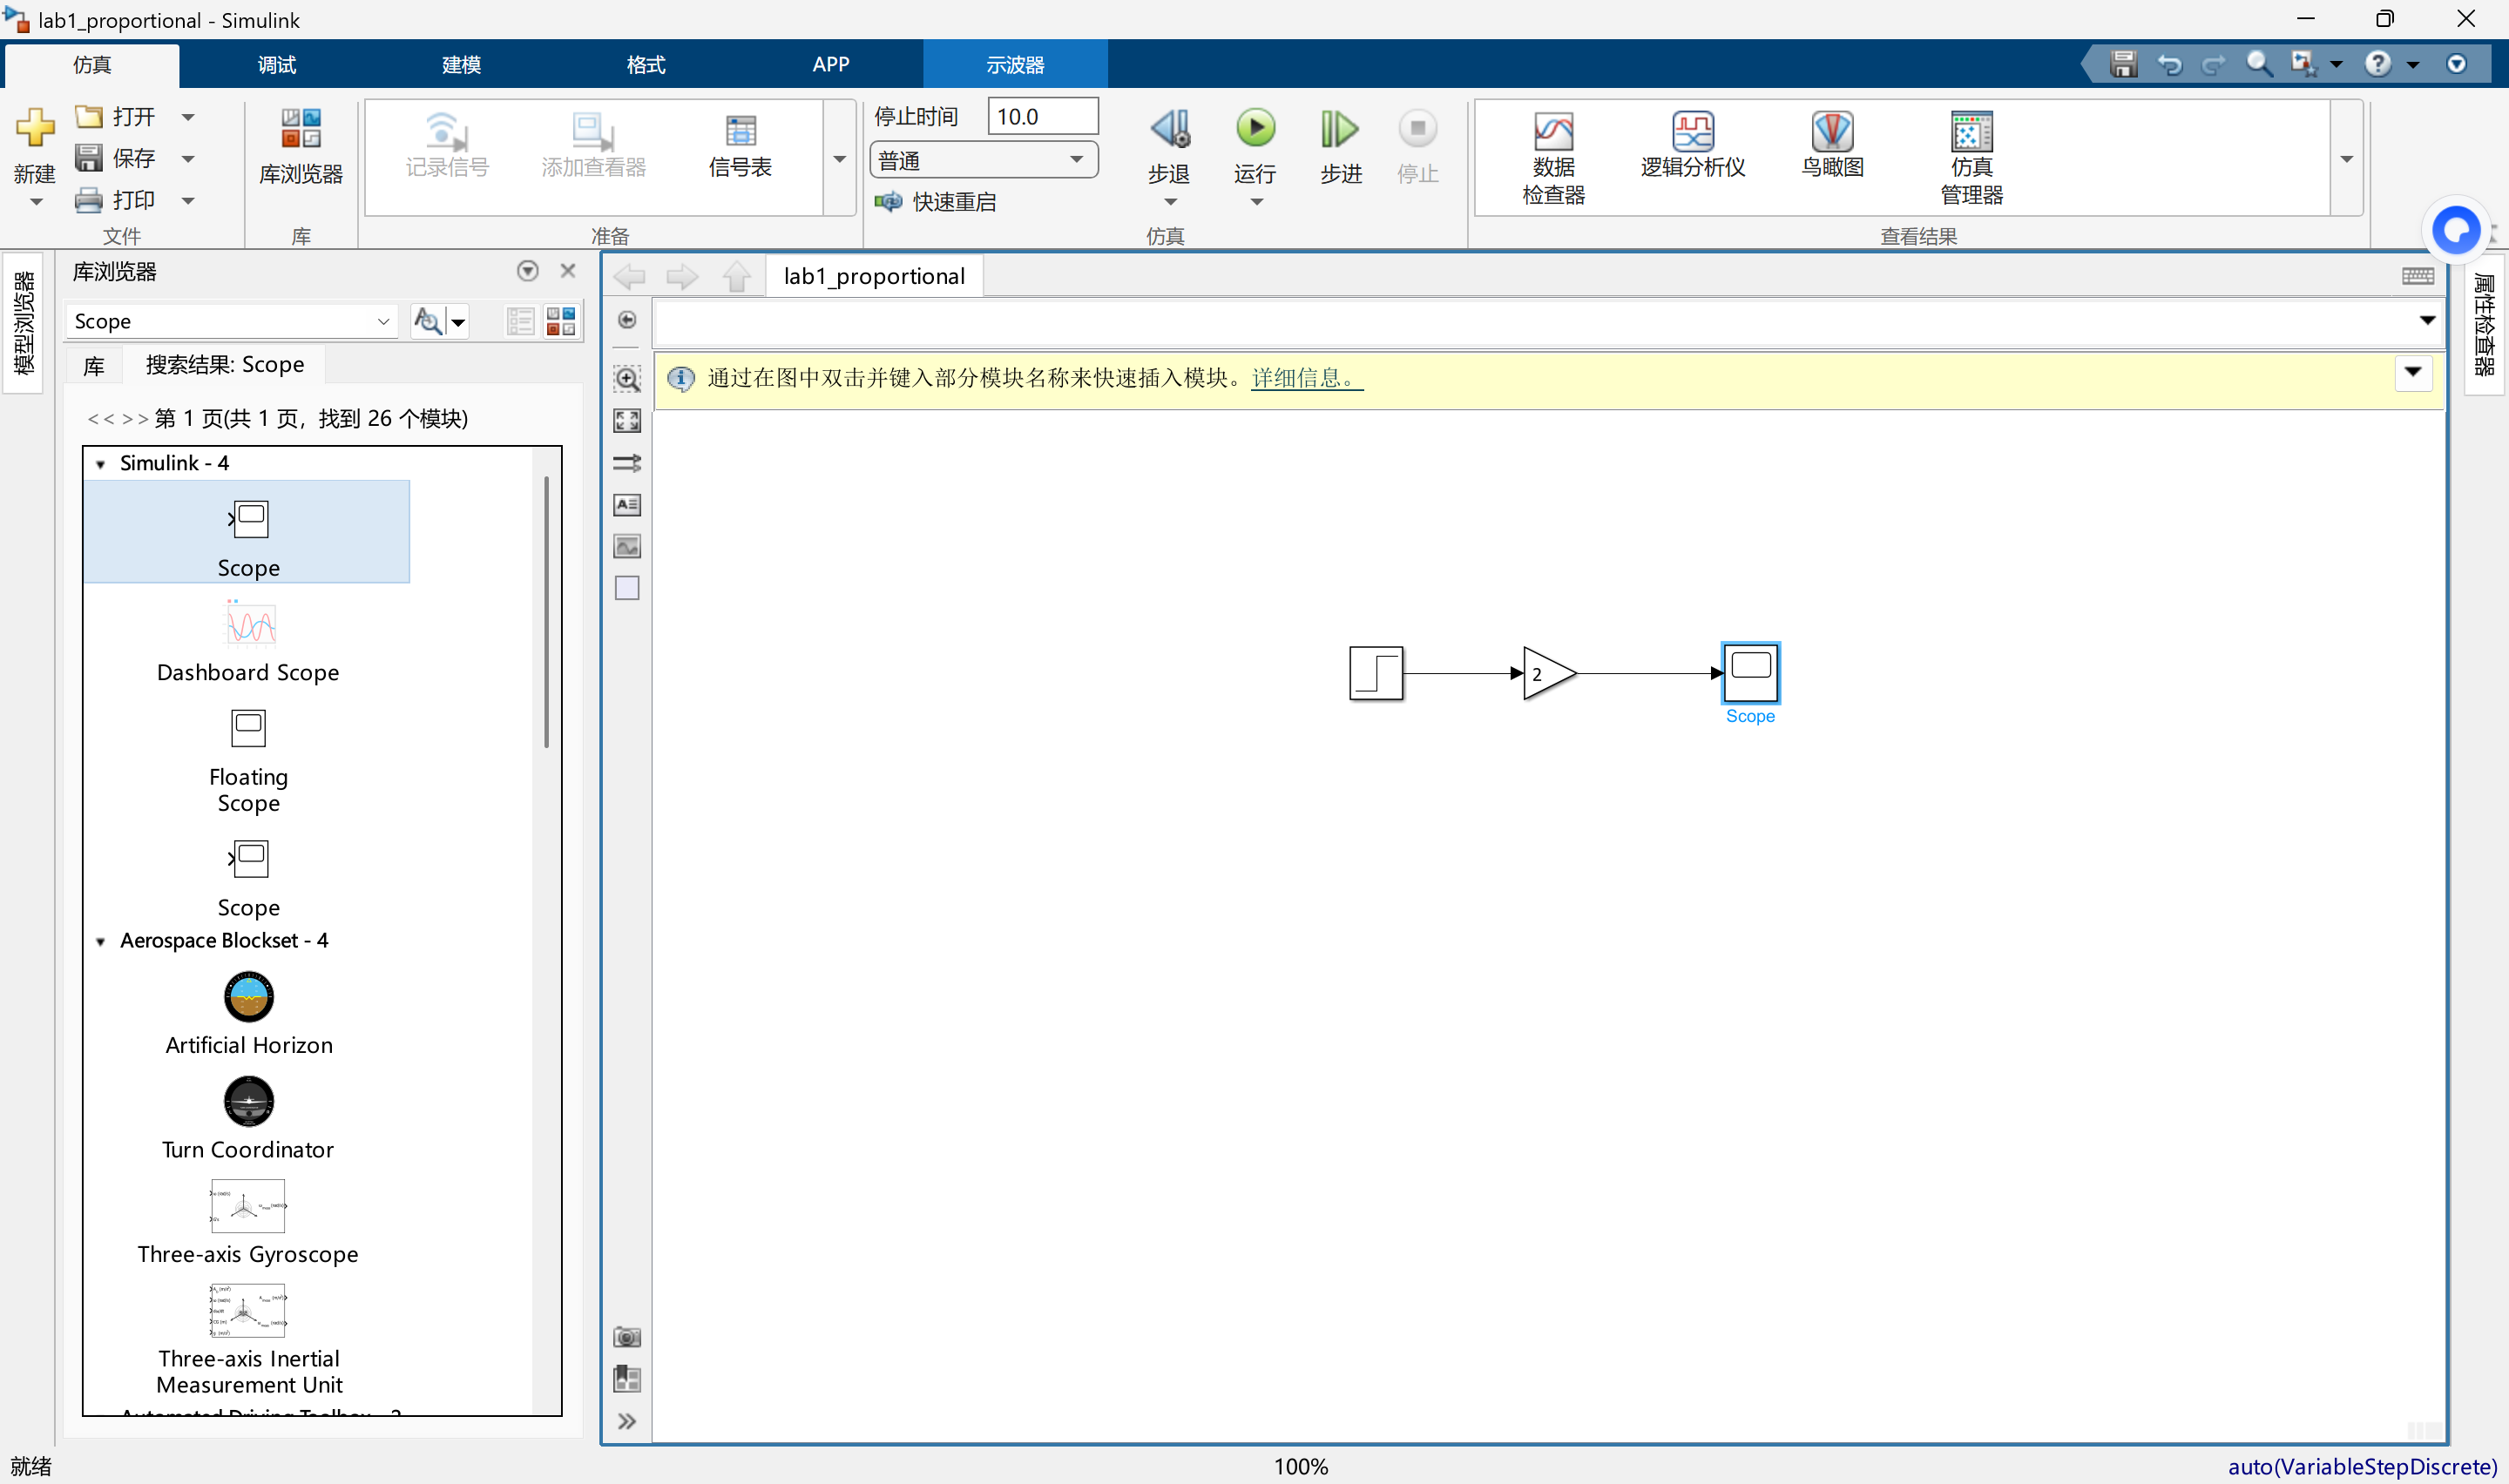 lab1_proportional - Simulink
仿真 调试 建模 格式 APP 示波器
新建
打开
保存
打印
文件
库浏览器
库
记录信号
添加查看器
信号表
准备
停止时间 10.0
普通
快速重启
步退
运行
步进
停止
仿真
数据
检查器
逻辑分析仪
鸟瞰图
仿真
管理器
查看结果
模型浏览器
库浏览器
Scope
库
搜索结果: Scope
<< >> 第 1 页(共 1 页，找到 26 个模块)
Simulink - 4
Scope
Dashboard Scope
Floating
Scope
Scope
Aerospace Blockset - 4
Artificial Horizon
Turn Coordinator
Three-axis Gyroscope
Three-axis Inertial
Measurement Unit
Automated Driving Toolbox - 2
lab1_proportional
通过在图中双击并键入部分模块名称来快速插入模块。详细信息。
2
Scope
属性检查器
就绪
100%
auto(VariableStepDiscrete)